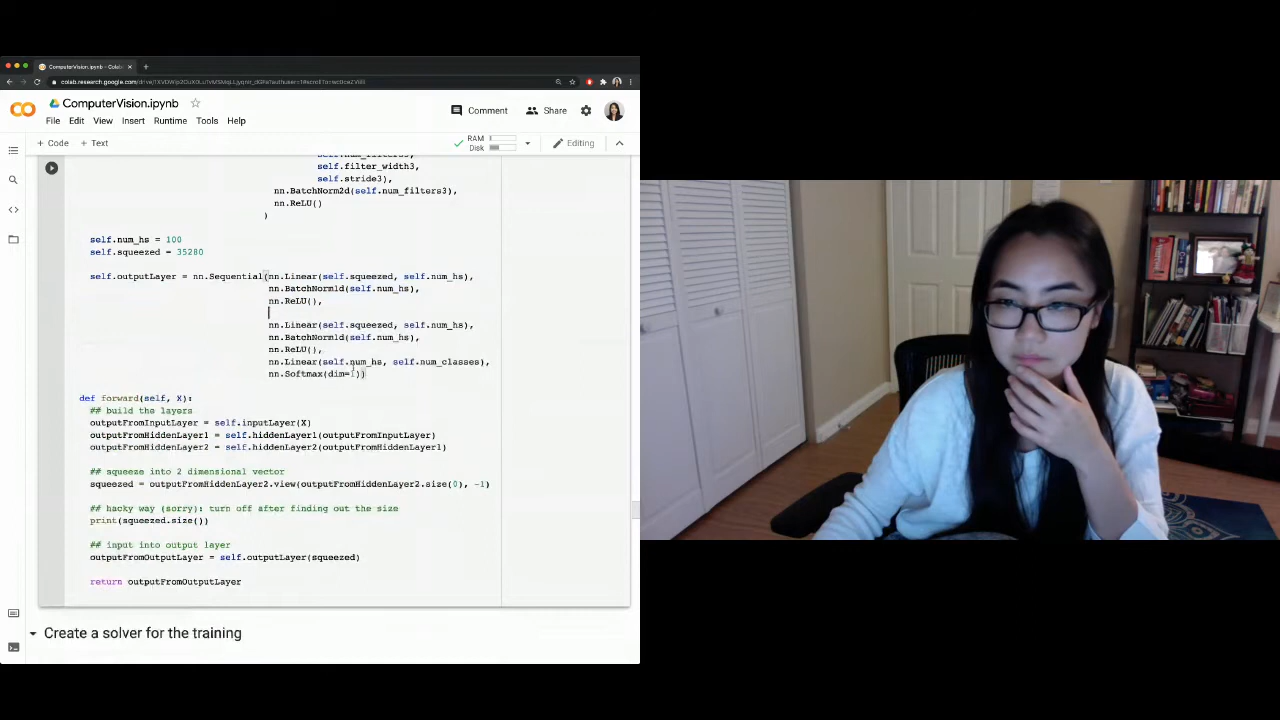 ComputerVision.ipynb
ComputerVision.ipynb
Comment
Share
File Edit View Insert Runtime Tools Help
+ Code + Text
RAM
Disk
Editing
self.filter_width3,
self.stride3),
nn.BatchNorm2d(self.num_filters3),
nn.ReLU()
)
self.num_hs = 100
self.squeezed = 35280
self.outputLayer = nn.Sequential(nn.Linear(self.squeezed, self.num_hs),
nn.BatchNorm1d(self.num_hs),
nn.ReLU(),
nn.Linear(self.squeezed, self.num_hs),
nn.BatchNorm1d(self.num_hs),
nn.ReLU(),
nn.Linear(self.num_hs, self.num_classes),
nn.Softmax(dim=1))
def forward(self, X):
## build the layers
outputFromInputLayer = self.inputLayer(X)
outputFromHiddenLayer1 = self.hiddenLayer1(outputFromInputLayer)
outputFromHiddenLayer2 = self.hiddenLayer2(outputFromHiddenLayer1)
## squeeze into 2 dimensional vector
squeezed = outputFromHiddenLayer2.view(outputFromHiddenLayer2.size(0), -1)
## hacky way (sorry): turn off after finding out the size
print(squeezed.size())
## input into output layer
outputFromOutputLayer = self.outputLayer(squeezed)
return outputFromOutputLayer
Create a solver for the training